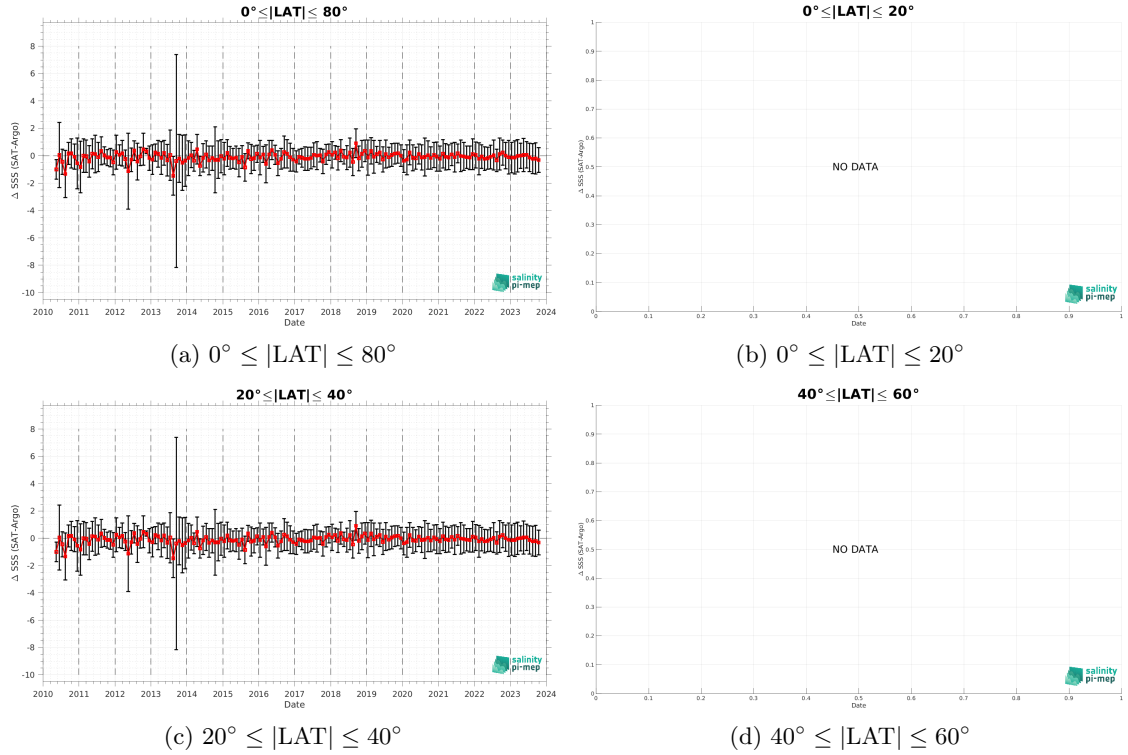 0°≤|LAT|≤ 80°
8
6
4
2
0
-2
-4
-6
-8
-10
Δ SSS (SAT-Argo)
salinity
pi-mep
2010 2011 2012 2013 2014 2015 2016 2017 2018 2019 2020 2021 2022 2023 2024
Date
(a) 0° ≤ |LAT| ≤ 80°
0°≤|LAT|≤ 20°
1
0.9
0.8
0.7
0.6
0.5
0.4
0.3
0.2
0.1
0
Δ SSS (SAT-Argo)
NO DATA
salinity
pi-mep
0 0.1 0.2 0.3 0.4 0.5 0.6 0.7 0.8 0.9 1
Date
(b) 0° ≤ |LAT| ≤ 20°
20°≤|LAT|≤ 40°
8
6
4
2
0
-2
-4
-6
-8
-10
Δ SSS (SAT-Argo)
salinity
pi-mep
2010 2011 2012 2013 2014 2015 2016 2017 2018 2019 2020 2021 2022 2023 2024
Date
(c) 20° ≤ |LAT| ≤ 40°
40°≤|LAT|≤ 60°
1
0.9
0.8
0.7
0.6
0.5
0.4
0.3
0.2
0.1
0
Δ SSS (SAT-Argo)
NO DATA
salinity
pi-mep
0 0.1 0.2 0.3 0.4 0.5 0.6 0.7 0.8 0.9 1
Date
(d) 40° ≤ |LAT| ≤ 60°